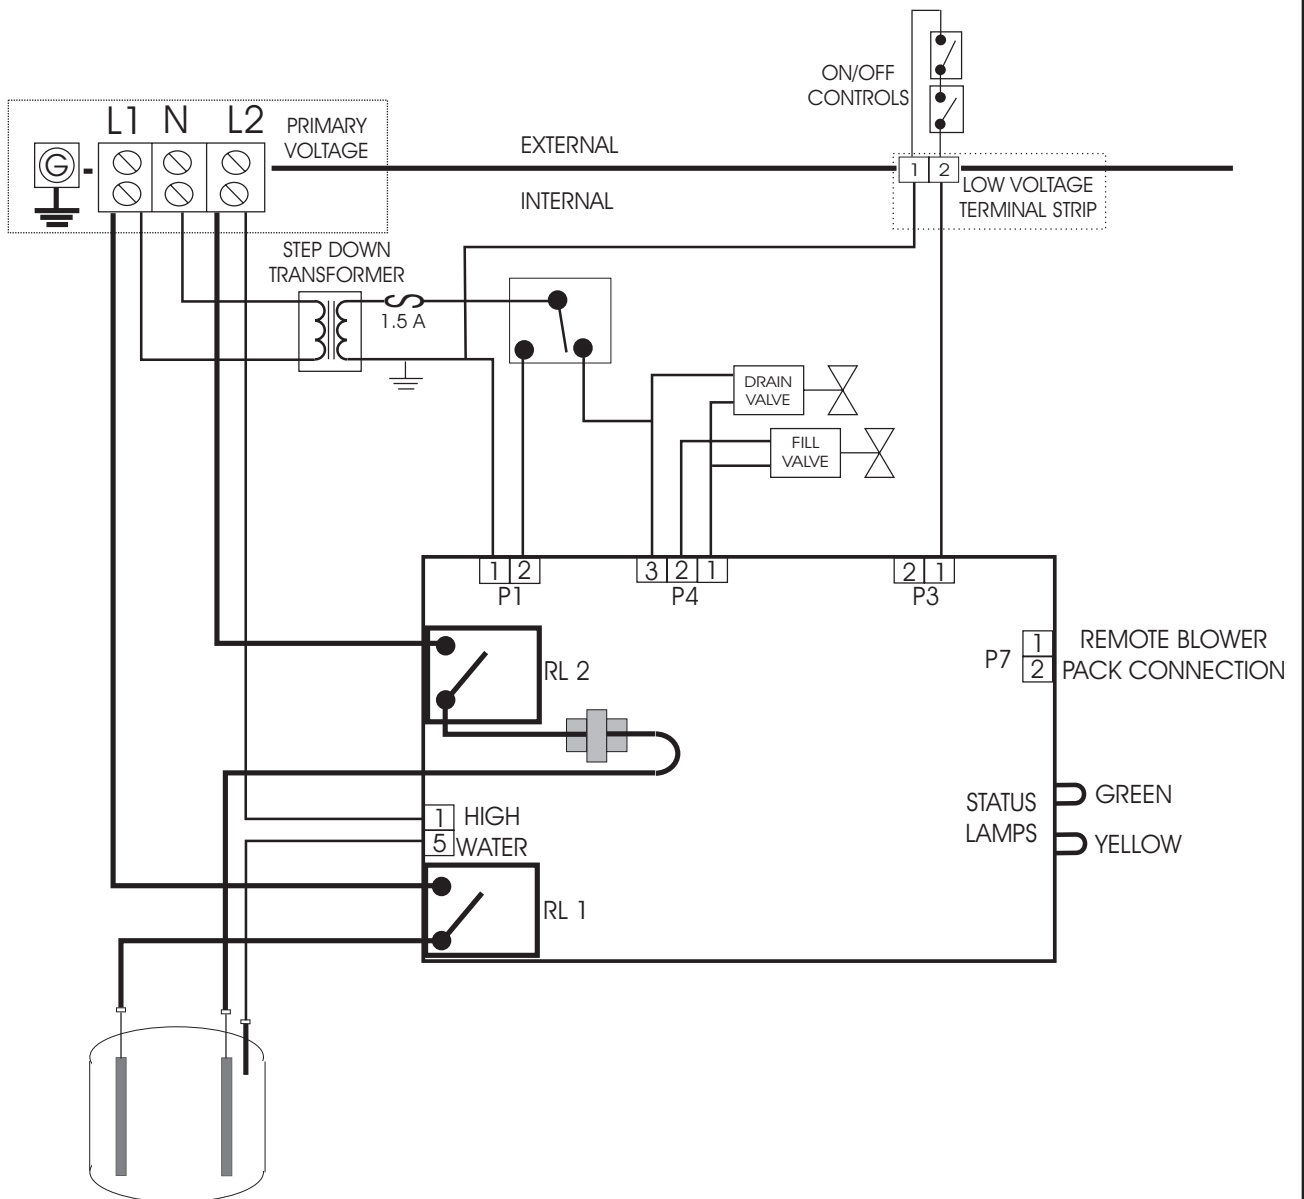 ON/OFF
CONTROLS
L1 N L2
PRIMARY
VOLTAGE
G
EXTERNAL
INTERNAL
1 2
LOW VOLTAGE
TERMINAL STRIP
STEP DOWN
TRANSFORMER
1.5 A
DRAIN
VALVE
FILL
VALVE
1 2
P1
3 2 1
P4
2 1
P3
RL 2
P7
1
2
REMOTE BLOWER
PACK CONNECTION
1 HIGH
5 WATER
STATUS
LAMPS
GREEN
YELLOW
RL 1